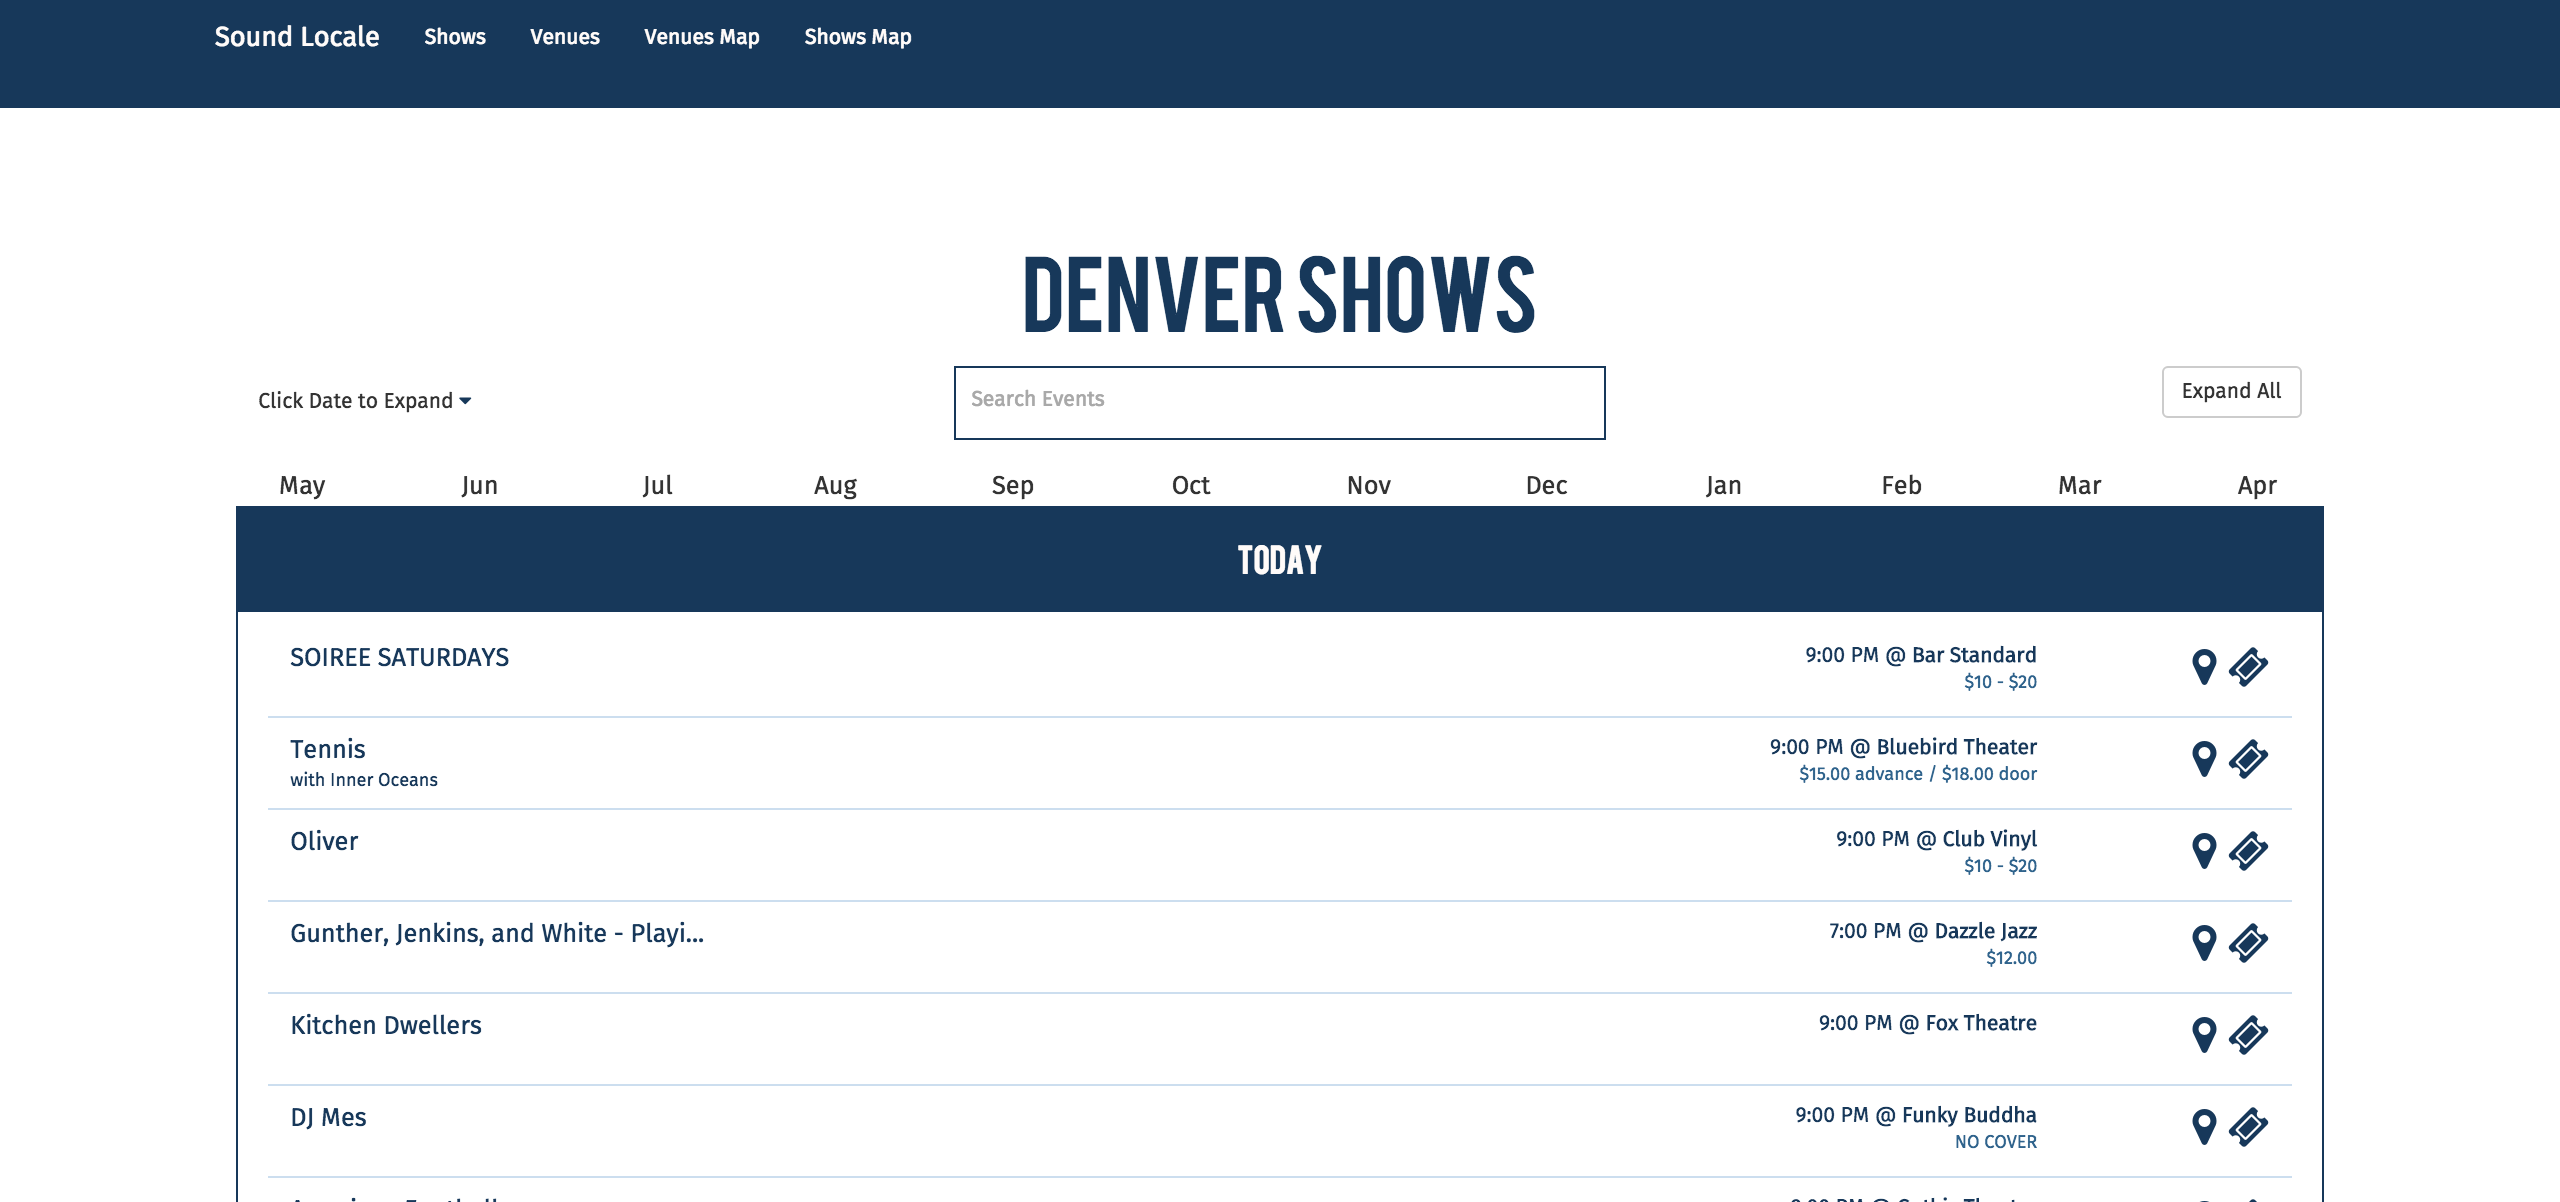 Sound Locale Shows Venues Venues Map Shows Map
DENVER SHOWS
Click Date to Expand
Search Events
Expand All
May Jun Jul Aug Sep Oct Nov Dec Jan Feb Mar Apr
TODAY
SOIREE SATURDAYS
9:00 PM @ Bar Standard
$10 - $20
Tennis
with Inner Oceans
9:00 PM @ Bluebird Theater
$15.00 advance / $18.00 door
Oliver
9:00 PM @ Club Vinyl
$10 - $20
Gunther, Jenkins, and White - Playi...
7:00 PM @ Dazzle Jazz
$12.00
Kitchen Dwellers
9:00 PM @ Fox Theatre
DJ Mes
9:00 PM @ Funky Buddha
NO COVER